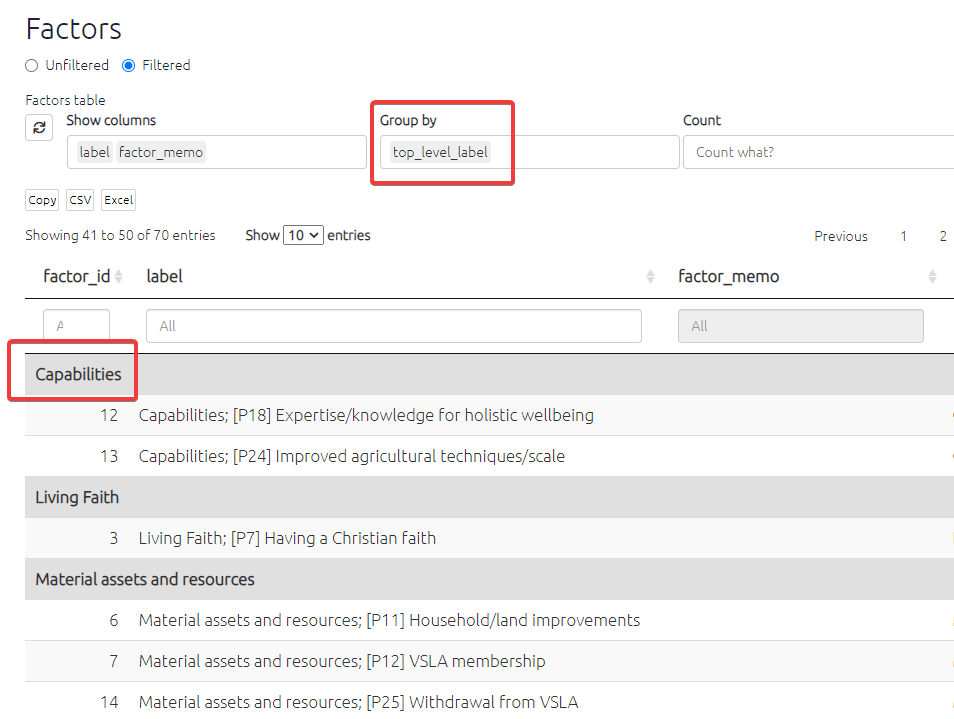 Factors
Unfiltered Filtered
Factors table
Show columns Group by Count
label factor_memo top_level_label Count what?
Copy CSV Excel
Showing 41 to 50 of 70 entries Show 10 entries Previous 1 2
factor_id label factor_memo
All All
Capabilities
12 Capabilities; [P18] Expertise/knowledge for holistic wellbeing
13 Capabilities; [P24] Improved agricultural techniques/scale
Living Faith
3 Living Faith; [P7] Having a Christian faith
Material assets and resources
6 Material assets and resources; [P11] Household/land improvements
7 Material assets and resources; [P12] VSLA membership
14 Material assets and resources; [P25] Withdrawal from VSLA